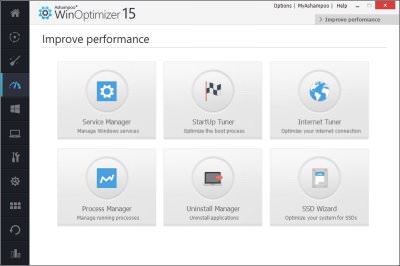 Ashampoo®
WinOptimizer 15
Options | MyAshampoo | Help
Improve performance
Improve performance
Service Manager
Manage Windows services
StartUp Tuner
Optimize the boot process
Internet Tuner
Optimize your internet connection
Process Manager
Manage running processes
Uninstall Manager
Uninstall applications
SSD Wizard
Optimize your system for SSDs